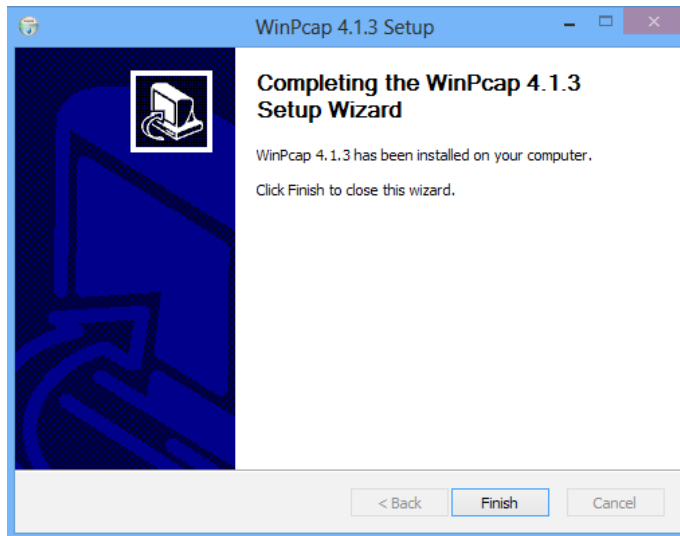 WinPcap 4.1.3 Setup
Completing the WinPcap 4.1.3
Setup Wizard
WinPcap 4.1.3 has been installed on your computer.
Click Finish to close this wizard.
< Back Finish Cancel